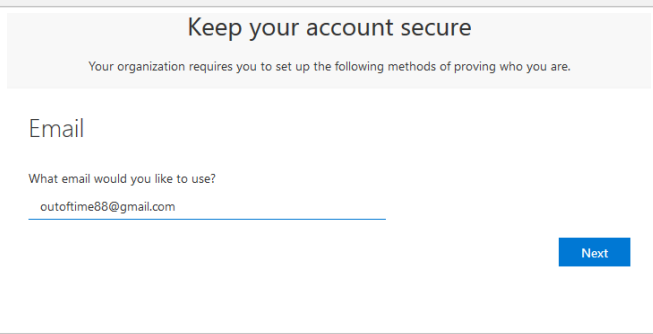 Keep your account secure
Your organization requires you to set up the following methods of proving who you are.
Email
What email would you like to use?
outoftime88@gmail.com
Next